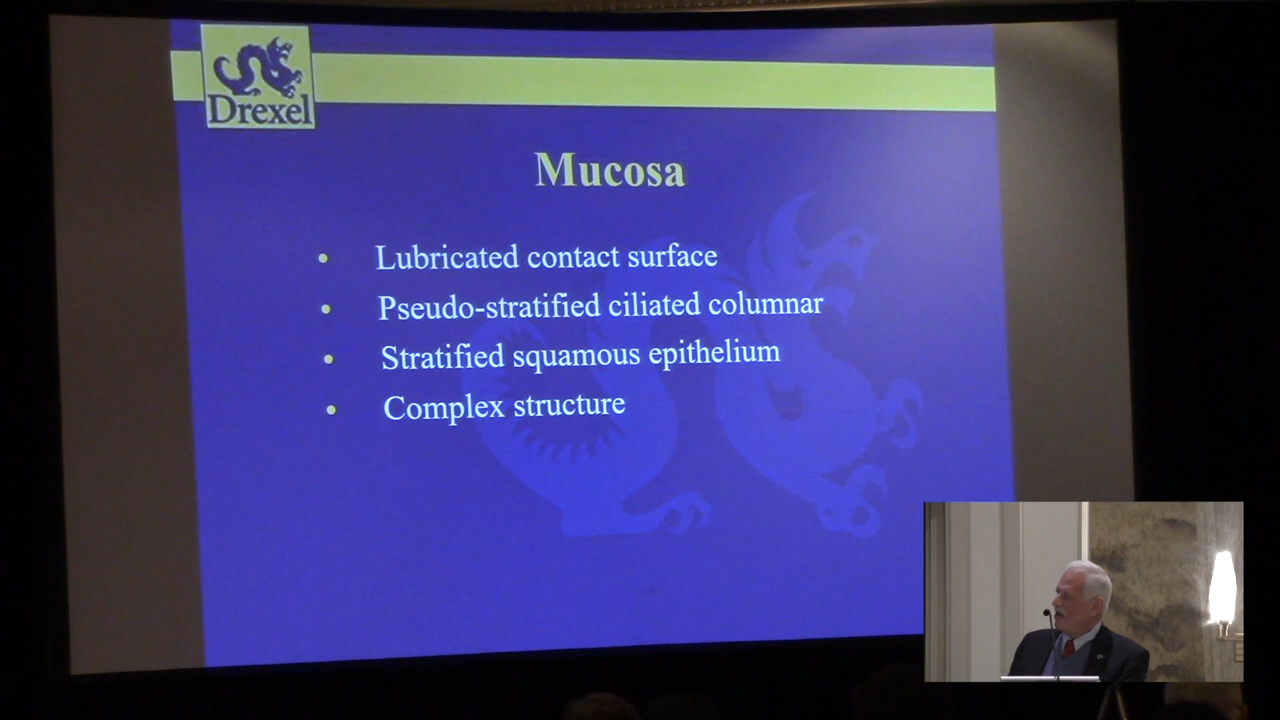 Drexel
Mucosa
• Lubricated contact surface
• Pseudo-stratified ciliated columnar
• Stratified squamous epithelium
• Complex structure